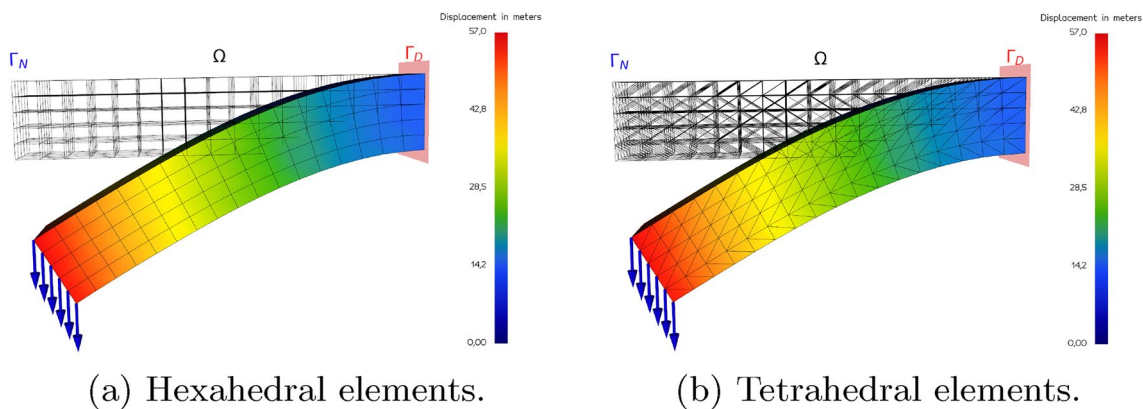 Displacement in meters
57,0
Γ_N
Ω
Γ_D
42,8
28,5
14,2
0,00
(a) Hexahedral elements.
Displacement in meters
57,0
Γ_N
Ω
Γ_D
42,8
28,5
14,2
0,00
(b) Tetrahedral elements.